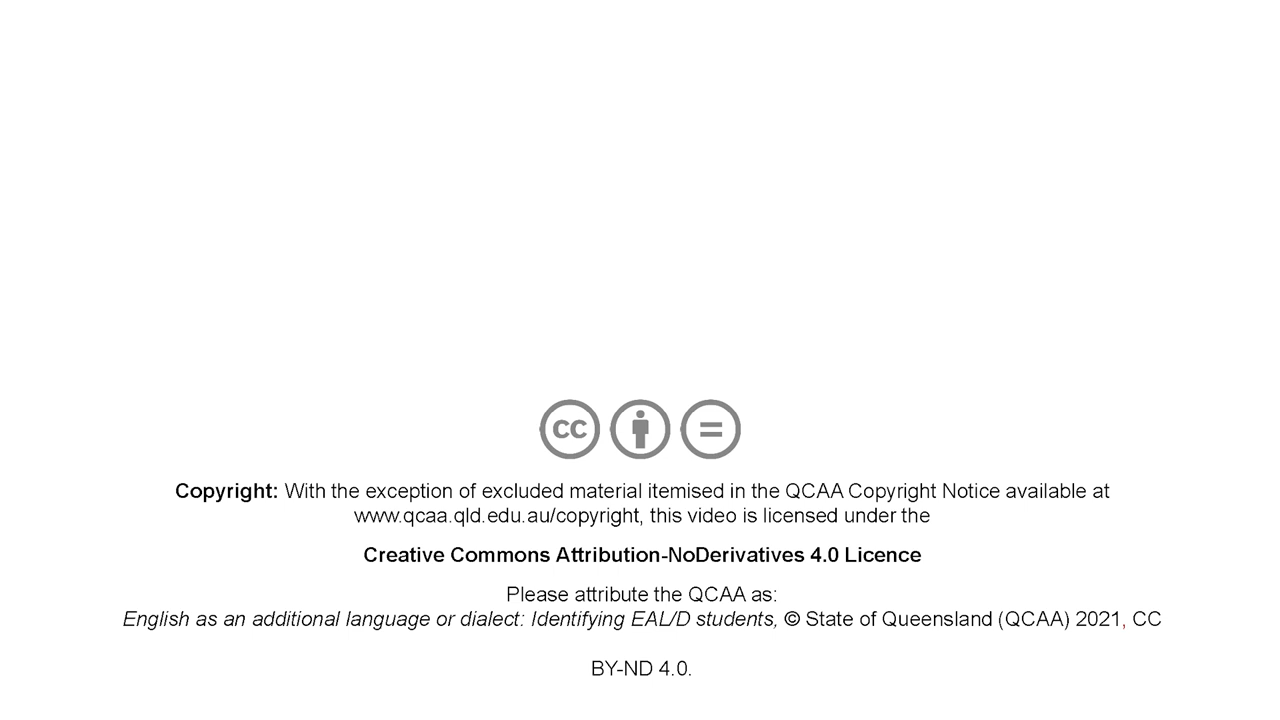 cc
Copyright: With the exception of excluded material itemised in the QCAA Copyright Notice available at
www.qcaa.qld.edu.au/copyright, this video is licensed under the
Creative Commons Attribution-NoDerivatives 4.0 Licence
Please attribute the QCAA as:
English as an additional language or dialect: Identifying EAL/D students, © State of Queensland (QCAA) 2021, CC
BY-ND 4.0.